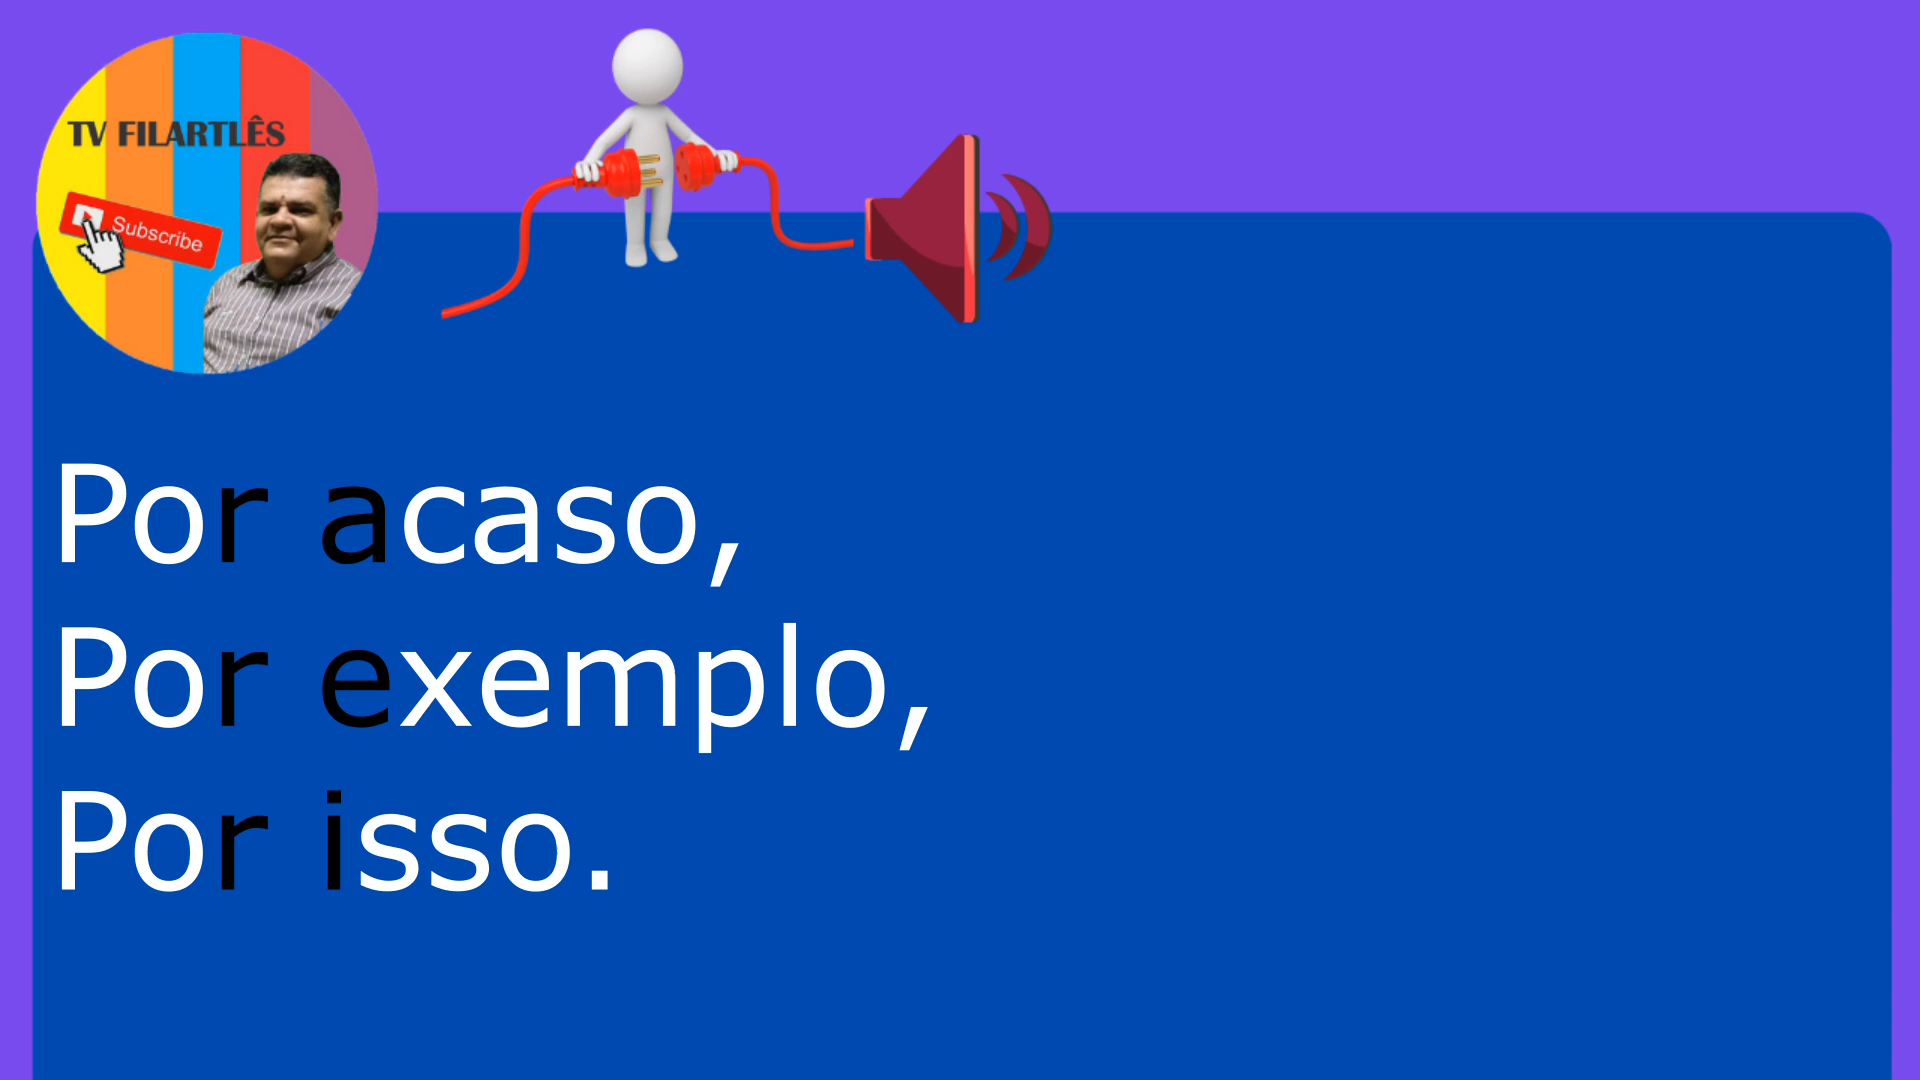 TV FILARTLÊS
Subscribe
Por acaso,
Por exemplo,
Por isso.